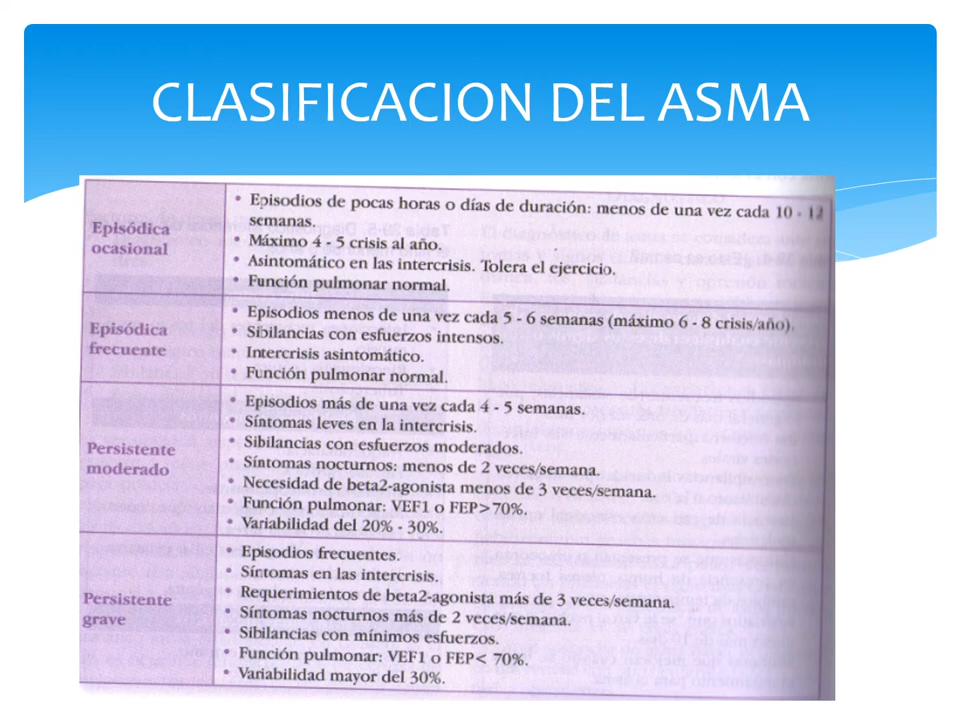 CLASIFICACION DEL ASMA
Episódica
ocasional
• Episodios de pocas horas o días de duración: menos de una vez cada 10 - 12
semanas.
• Máximo 4 - 5 crisis al año.
• Asintomático en las intercrisis. Tolera el ejercicio.
• Función pulmonar normal.
Episódica
frecuente
• Episodios menos de una vez cada 5 - 6 semanas (máximo 6 - 8 crisis/año).
• Sibilancias con esfuerzos intensos.
• Intercrisis asintomático.
• Función pulmonar normal.
Persistente
moderado
• Episodios más de una vez cada 4 - 5 semanas.
• Síntomas leves en la intercrisis.
• Sibilancias con esfuerzos moderados.
• Síntomas nocturnos: menos de 2 veces/semana.
• Necesidad de beta2-agonista menos de 3 veces/semana.
• Función pulmonar: VEF1 o FEP>70%.
• Variabilidad del 20% - 30%.
Persistente
grave
• Episodios frecuentes.
• Síntomas en las intercrisis.
• Requerimientos de beta2-agonista más de 3 veces/semana.
• Síntomas nocturnos más de 2 veces/semana.
• Sibilancias con mínimos esfuerzos.
• Función pulmonar: VEF1 o FEP< 70%.
• Variabilidad mayor del 30%.